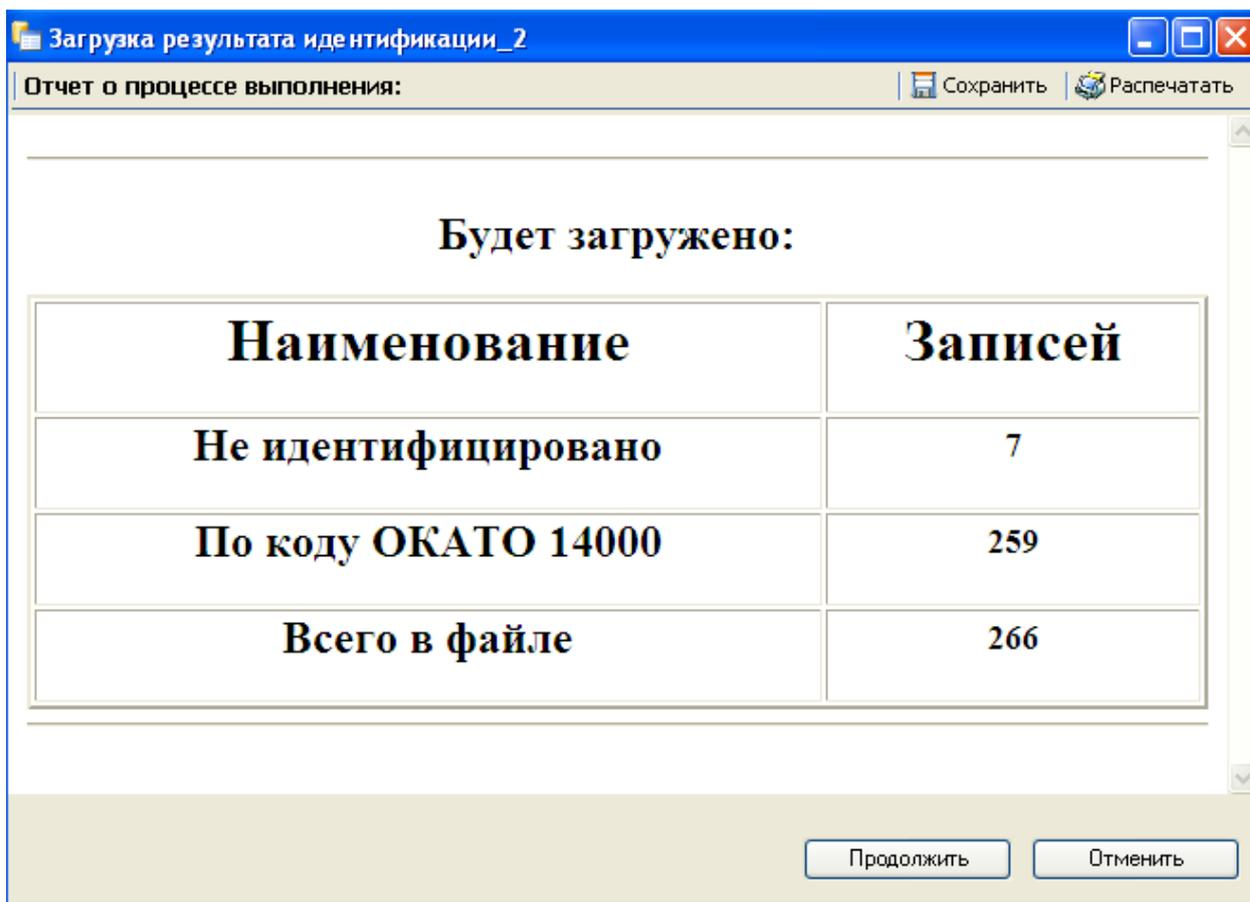 Загрузка результата идентификации_2
Отчет о процессе выполнения: Сохранить Распечатать
Будет загружено:
Наименование Записей
Не идентифицировано 7
По коду ОКАТО 14000 259
Всего в файле 266
Продолжить Отменить